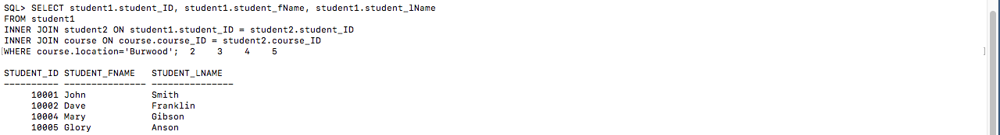 SQL> SELECT student1.student_ID, student1.student_fName, student1.student_lName
FROM student1
INNER JOIN student2 ON student1.student_ID = student2.student_ID
INNER JOIN course ON course.course_ID = student2.course_ID
[WHERE course.location='Burwood';  2    3    4    5 ]
STUDENT_ID STUDENT_FNAME   STUDENT_LNAME
---------- --------------- ---------------
     10001 John            Smith
     10002 Dave            Franklin
     10004 Mary            Gibson
     10005 Glory           Anson